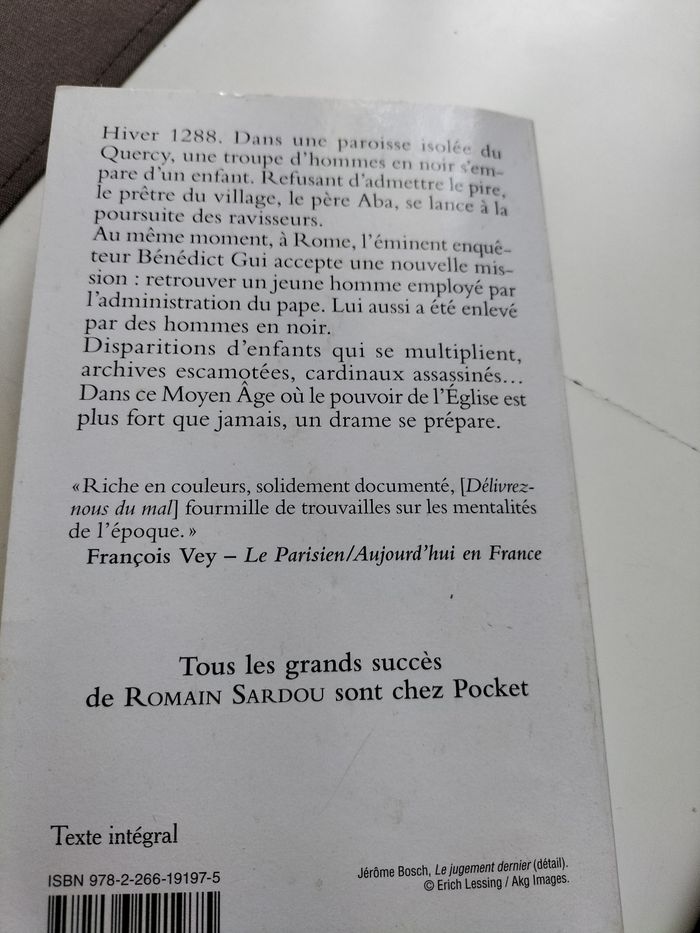 Hiver 1288. Dans une paroisse isolée du
Quercy, une troupe d'hommes en noir s'em-
pare d'un enfant. Refusant d'admettre le pire,
le prêtre du village, le père Aba, se lance à la
poursuite des ravisseurs.
Au même moment, à Rome, l'éminent enquê-
teur Bénédict Gui accepte une nouvelle mis-
sion : retrouver un jeune homme employé par
l'administration du pape. Lui aussi a été enlevé
par des hommes en noir.
Disparitions d'enfants qui se multiplient,
archives escamotées, cardinaux assassinés...
Dans ce Moyen Âge où le pouvoir de l'Église est
plus fort que jamais, un drame se prépare.
« Riche en couleurs, solidement documenté, [Délivrez-
nous du mal] fourmille de trouvailles sur les mentalités
de l'époque. »
François Vey – Le Parisien/Aujourd'hui en France
Tous les grands succès
de ROMAIN SARDOU sont chez Pocket
Texte intégral
ISBN 978-2-266-19197-5
Jérôme Bosch, Le jugement dernier (détail).
© Erich Lessing / Akg Images.